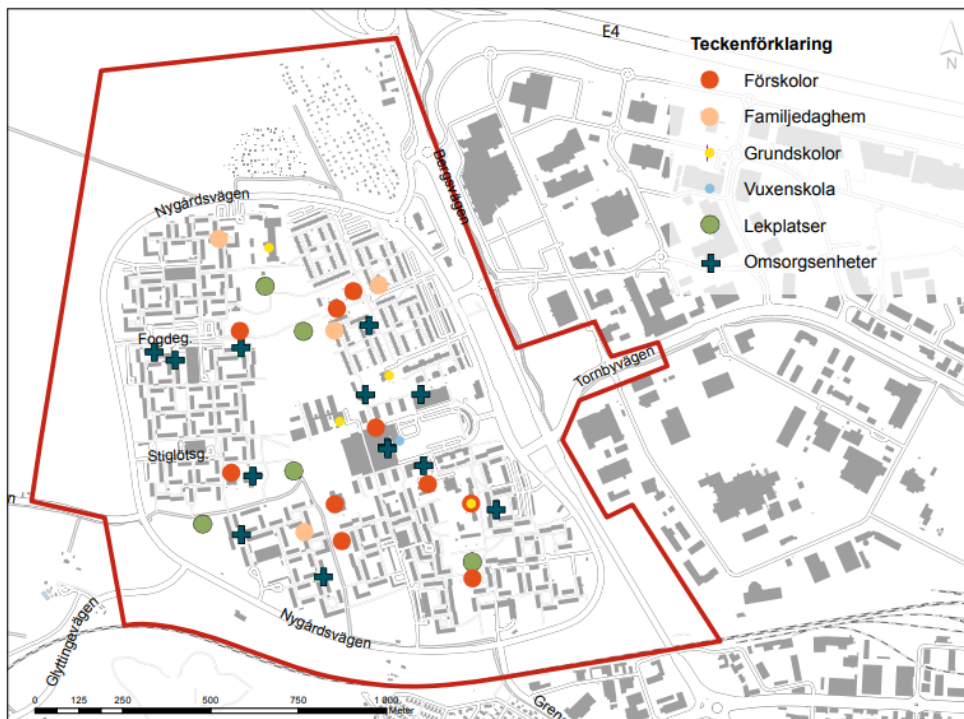 E4
Teckenförklaring
N
Förskolor
Familjedaghem
Grundskolor
Vuxenskola
Lekplatser
Omsorgsenheter
Bergsvägen
Nygårdsvägen
Fogdeg.
Tornbyvägen
Stiglötsg.
n
Nygårdsvägen
Glyttingevägen
Gren-
0 250 500 750 1 000
Meter